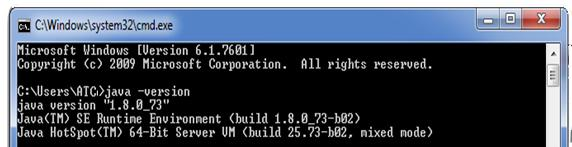 C:\Windows\system32\cmd.exe
Microsoft Windows [Version 6.1.7601]
Copyright (c) 2009 Microsoft Corporation.  All rights reserved.
C:\Users\ATG>java -version
java version "1.8.0_73"
Java(TM) SE Runtime Environment (build 1.8.0_73-b02)
Java HotSpot(TM) 64-Bit Server VM (build 25.73-b02, mixed mode)